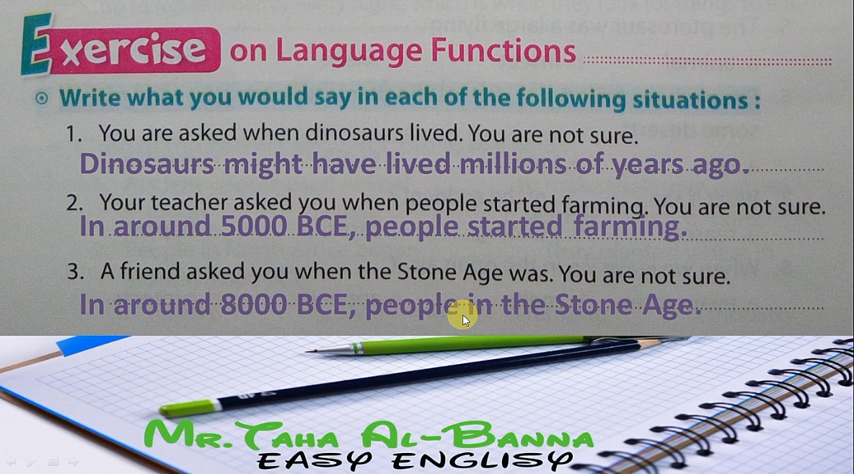 Exercise on Language Functions
Write what you would say in each of the following situations :
1. You are asked when dinosaurs lived. You are not sure.
Dinosaurs might have lived millions of years ago.
2. Your teacher asked you when people started farming. You are not sure.
In around 5000 BCE, people started farming.
3. A friend asked you when the Stone Age was. You are not sure.
In around 8000 BCE, people in the Stone Age.
Mr.Taha Al-Banna
EASY ENGLISY